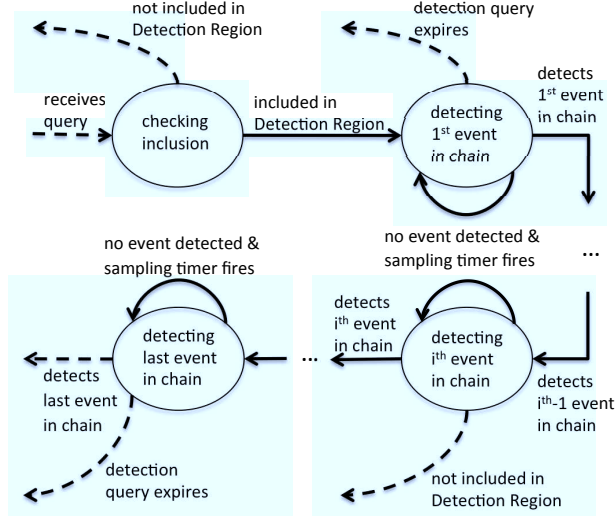 not included in
Detection Region
detection query
expires
receives
query
checking
inclusion
included in
Detection Region
detecting
1st event
in chain
detects
1st event
in chain
no event detected &
sampling timer fires
no event detected &
sampling timer fires
...
detecting
last event
in chain
...
detects
ith event
in chain
detecting
ith event
in chain
detects
last event
in chain
detects
ith-1 event
in chain
detection
query expires
not included in
Detection Region